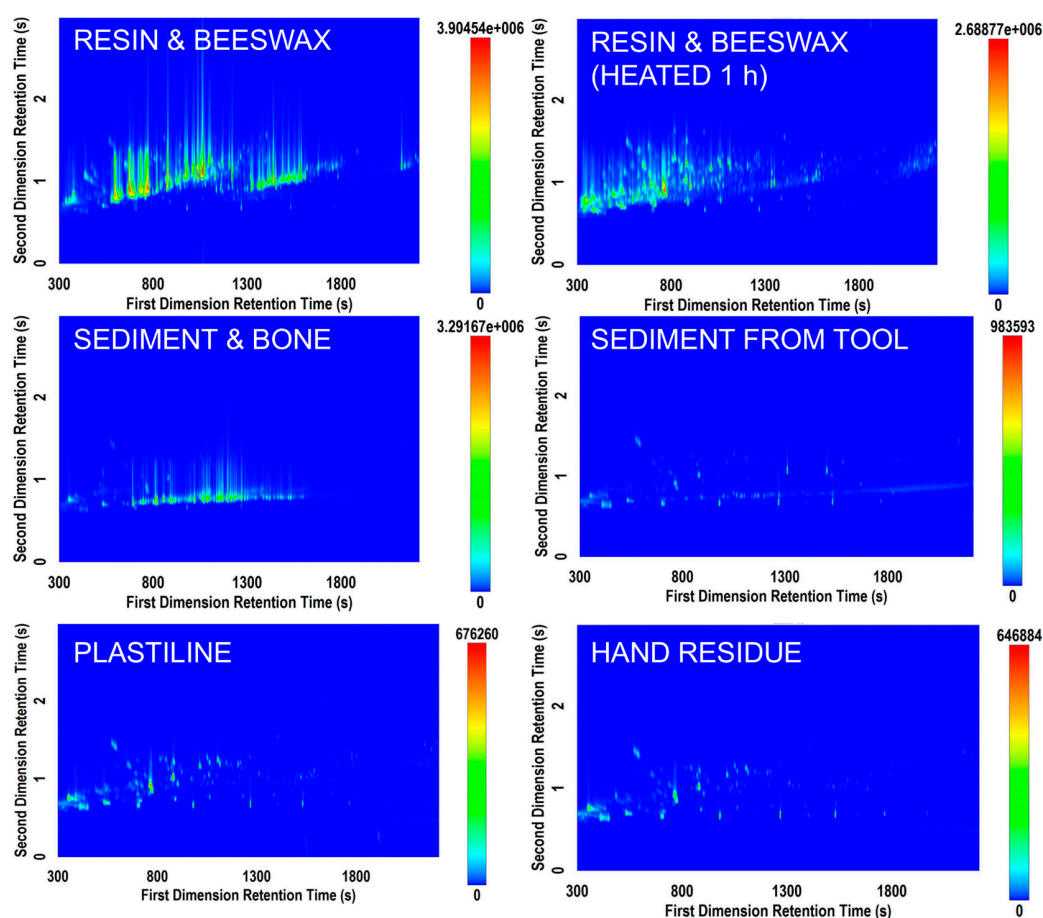 RESIN & BEESWAX
3.90454e+006
Second Dimension Retention Time (s)
2
1
0
300 800 1300 1800
First Dimension Retention Time (s)
0
RESIN & BEESWAX
(HEATED 1 h)
2.68877e+006
Second Dimension Retention Time (s)
2
1
0
300 800 1300 1800
First Dimension Retention Time (s)
0
SEDIMENT & BONE
3.29167e+006
Second Dimension Retention Time (s)
2
1
0
300 800 1300 1800
First Dimension Retention Time (s)
0
SEDIMENT FROM TOOL
983593
Second Dimension Retention Time (s)
2
1
0
300 800 1300 1800
First Dimension Retention Time (s)
0
PLASTILINE
676260
Second Dimension Retention Time (s)
2
1
0
300 800 1300 1800
First Dimension Retention Time (s)
0
HAND RESIDUE
646884
Second Dimension Retention Time (s)
2
1
0
300 800 1300 1800
First Dimension Retention Time (s)
0